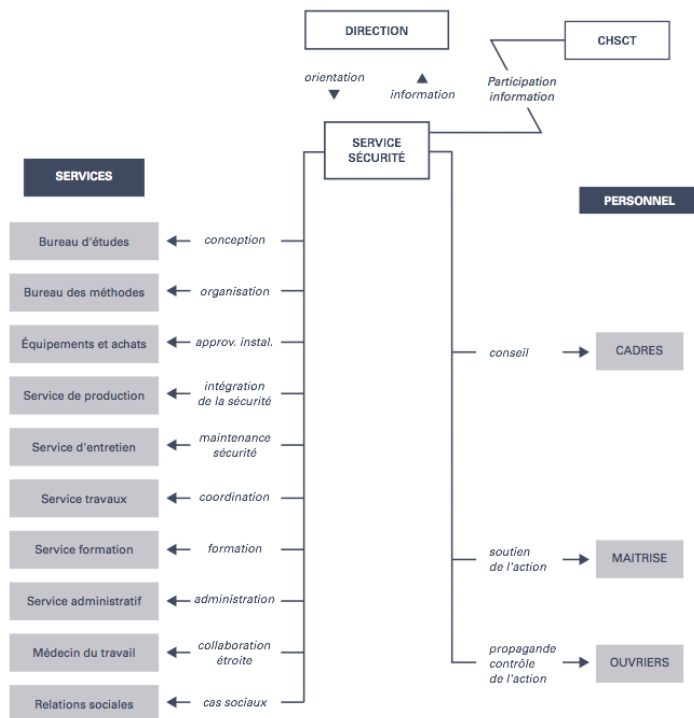 DIRECTION
CHSCT
orientation
information
Participation
information
SERVICE
SÉCURITÉ
SERVICES
PERSONNEL
Bureau d'études
conception
Bureau des méthodes
organisation
Équipements et achats
approv. instal.
conseil
CADRES
Service de production
intégration
de la sécurité
Service d'entretien
maintenance
sécurité
Service travaux
coordination
Service formation
formation
soutien
de l'action
MAITRISE
Service administratif
administration
Médecin du travail
collaboration
étroite
propagande
contrôle
de l'action
OUVRIERS
Relations sociales
cas sociaux